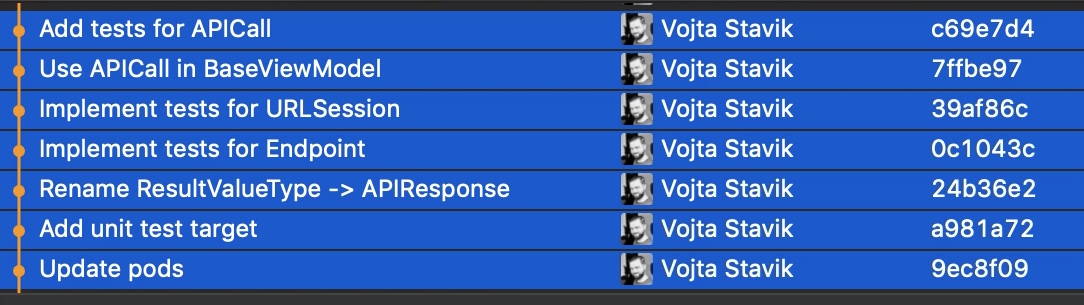 Add tests for APICall Vojta Stavik c69e7d4
Use APICall in BaseViewModel Vojta Stavik 7ffbe97
Implement tests for URLSession Vojta Stavik 39af86c
Implement tests for Endpoint Vojta Stavik 0c1043c
Rename ResultValueType -> APIResponse Vojta Stavik 24b36e2
Add unit test target Vojta Stavik a981a72
Update pods Vojta Stavik 9ec8f09